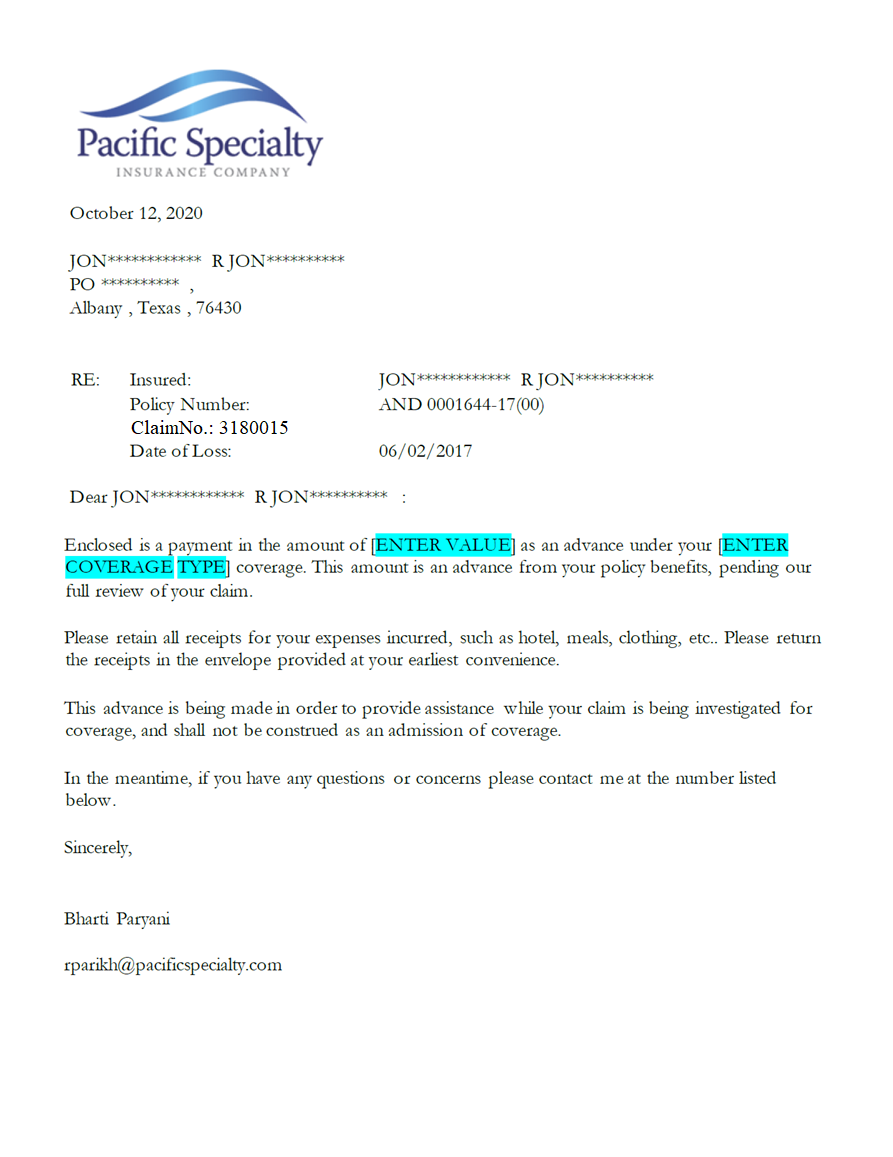 Pacific Specialty
INSURANCE COMPANY
October 12, 2020
JON************ R JON**********
PO ********** ,
Albany , Texas , 76430
RE: Insured: JON************ R JON**********
Policy Number: AND 0001644-17(00)
ClaimNo.: 3180015
Date of Loss: 06/02/2017
Dear JON************ R JON********** :
Enclosed is a payment in the amount of [ENTER VALUE] as an advance under your [ENTER
COVERAGE TYPE] coverage. This amount is an advance from your policy benefits, pending our
full review of your claim.
Please retain all receipts for your expenses incurred, such as hotel, meals, clothing, etc.. Please return
the receipts in the envelope provided at your earliest convenience.
This advance is being made in order to provide assistance while your claim is being investigated for
coverage, and shall not be construed as an admission of coverage.
In the meantime, if you have any questions or concerns please contact me at the number listed
below.
Sincerely,
Bharti Paryani
rparikh@pacificspecialty.com